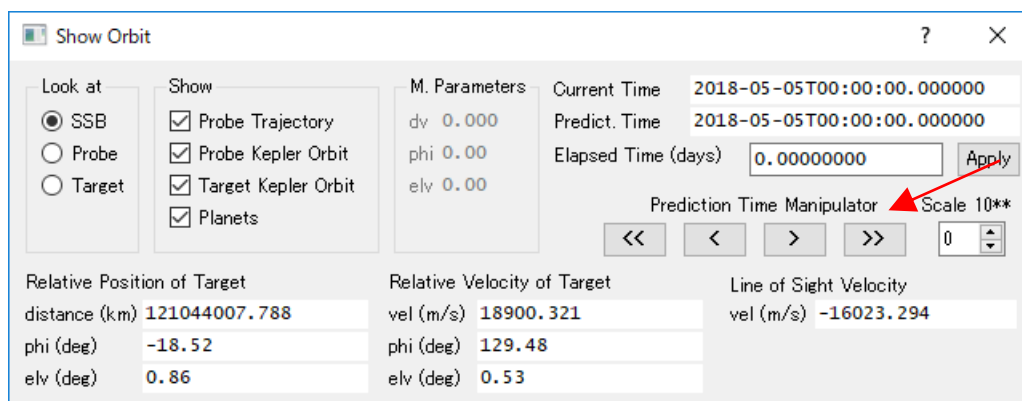 Show Orbit ? ×
Look at Show M. Parameters Current Time 2018-05-05T00:00:00.000000
SSB Probe Trajectory dv 0.000 Predict. Time 2018-05-05T00:00:00.000000
Probe Probe Kepler Orbit phi 0.00 Elapsed Time (days) 0.00000000 Apply
Target Target Kepler Orbit elv 0.00
Planets Prediction Time Manipulator Scale 10**
<< < > >> 0
Relative Position of Target Relative Velocity of Target Line of Sight Velocity
distance (km) 121044007.788 vel (m/s) 18900.321 vel (m/s) -16023.294
phi (deg) -18.52 phi (deg) 129.48
elv (deg) 0.86 elv (deg) 0.53